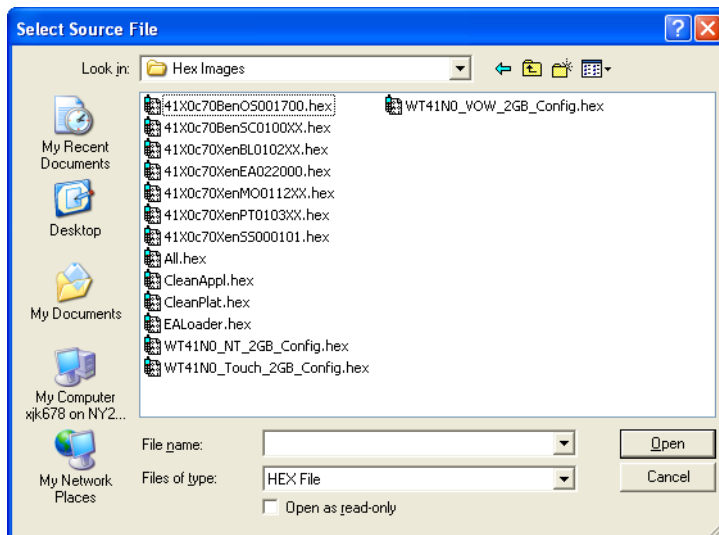 Select Source File
Look in:
Hex Images
My Recent
Documents
Desktop
My Documents
My Computer
xjk678 on NY2...
My Network
Places
41X0c70BenOS001700.hex
41X0c70BenSC0100XX.hex
41X0c70XenBL0102XX.hex
41X0c70XenEA022000.hex
41X0c70XenMO0112XX.hex
41X0c70XenPT0103XX.hex
41X0c70XenSS000101.hex
All.hex
CleanAppl.hex
CleanPlat.hex
EALoader.hex
WT41N0_NT_2GB_Config.hex
WT41N0_Touch_2GB_Config.hex
WT41N0_VOW_2GB_Config.hex
File name:
Open
Files of type:
HEX File
Cancel
Open as read-only